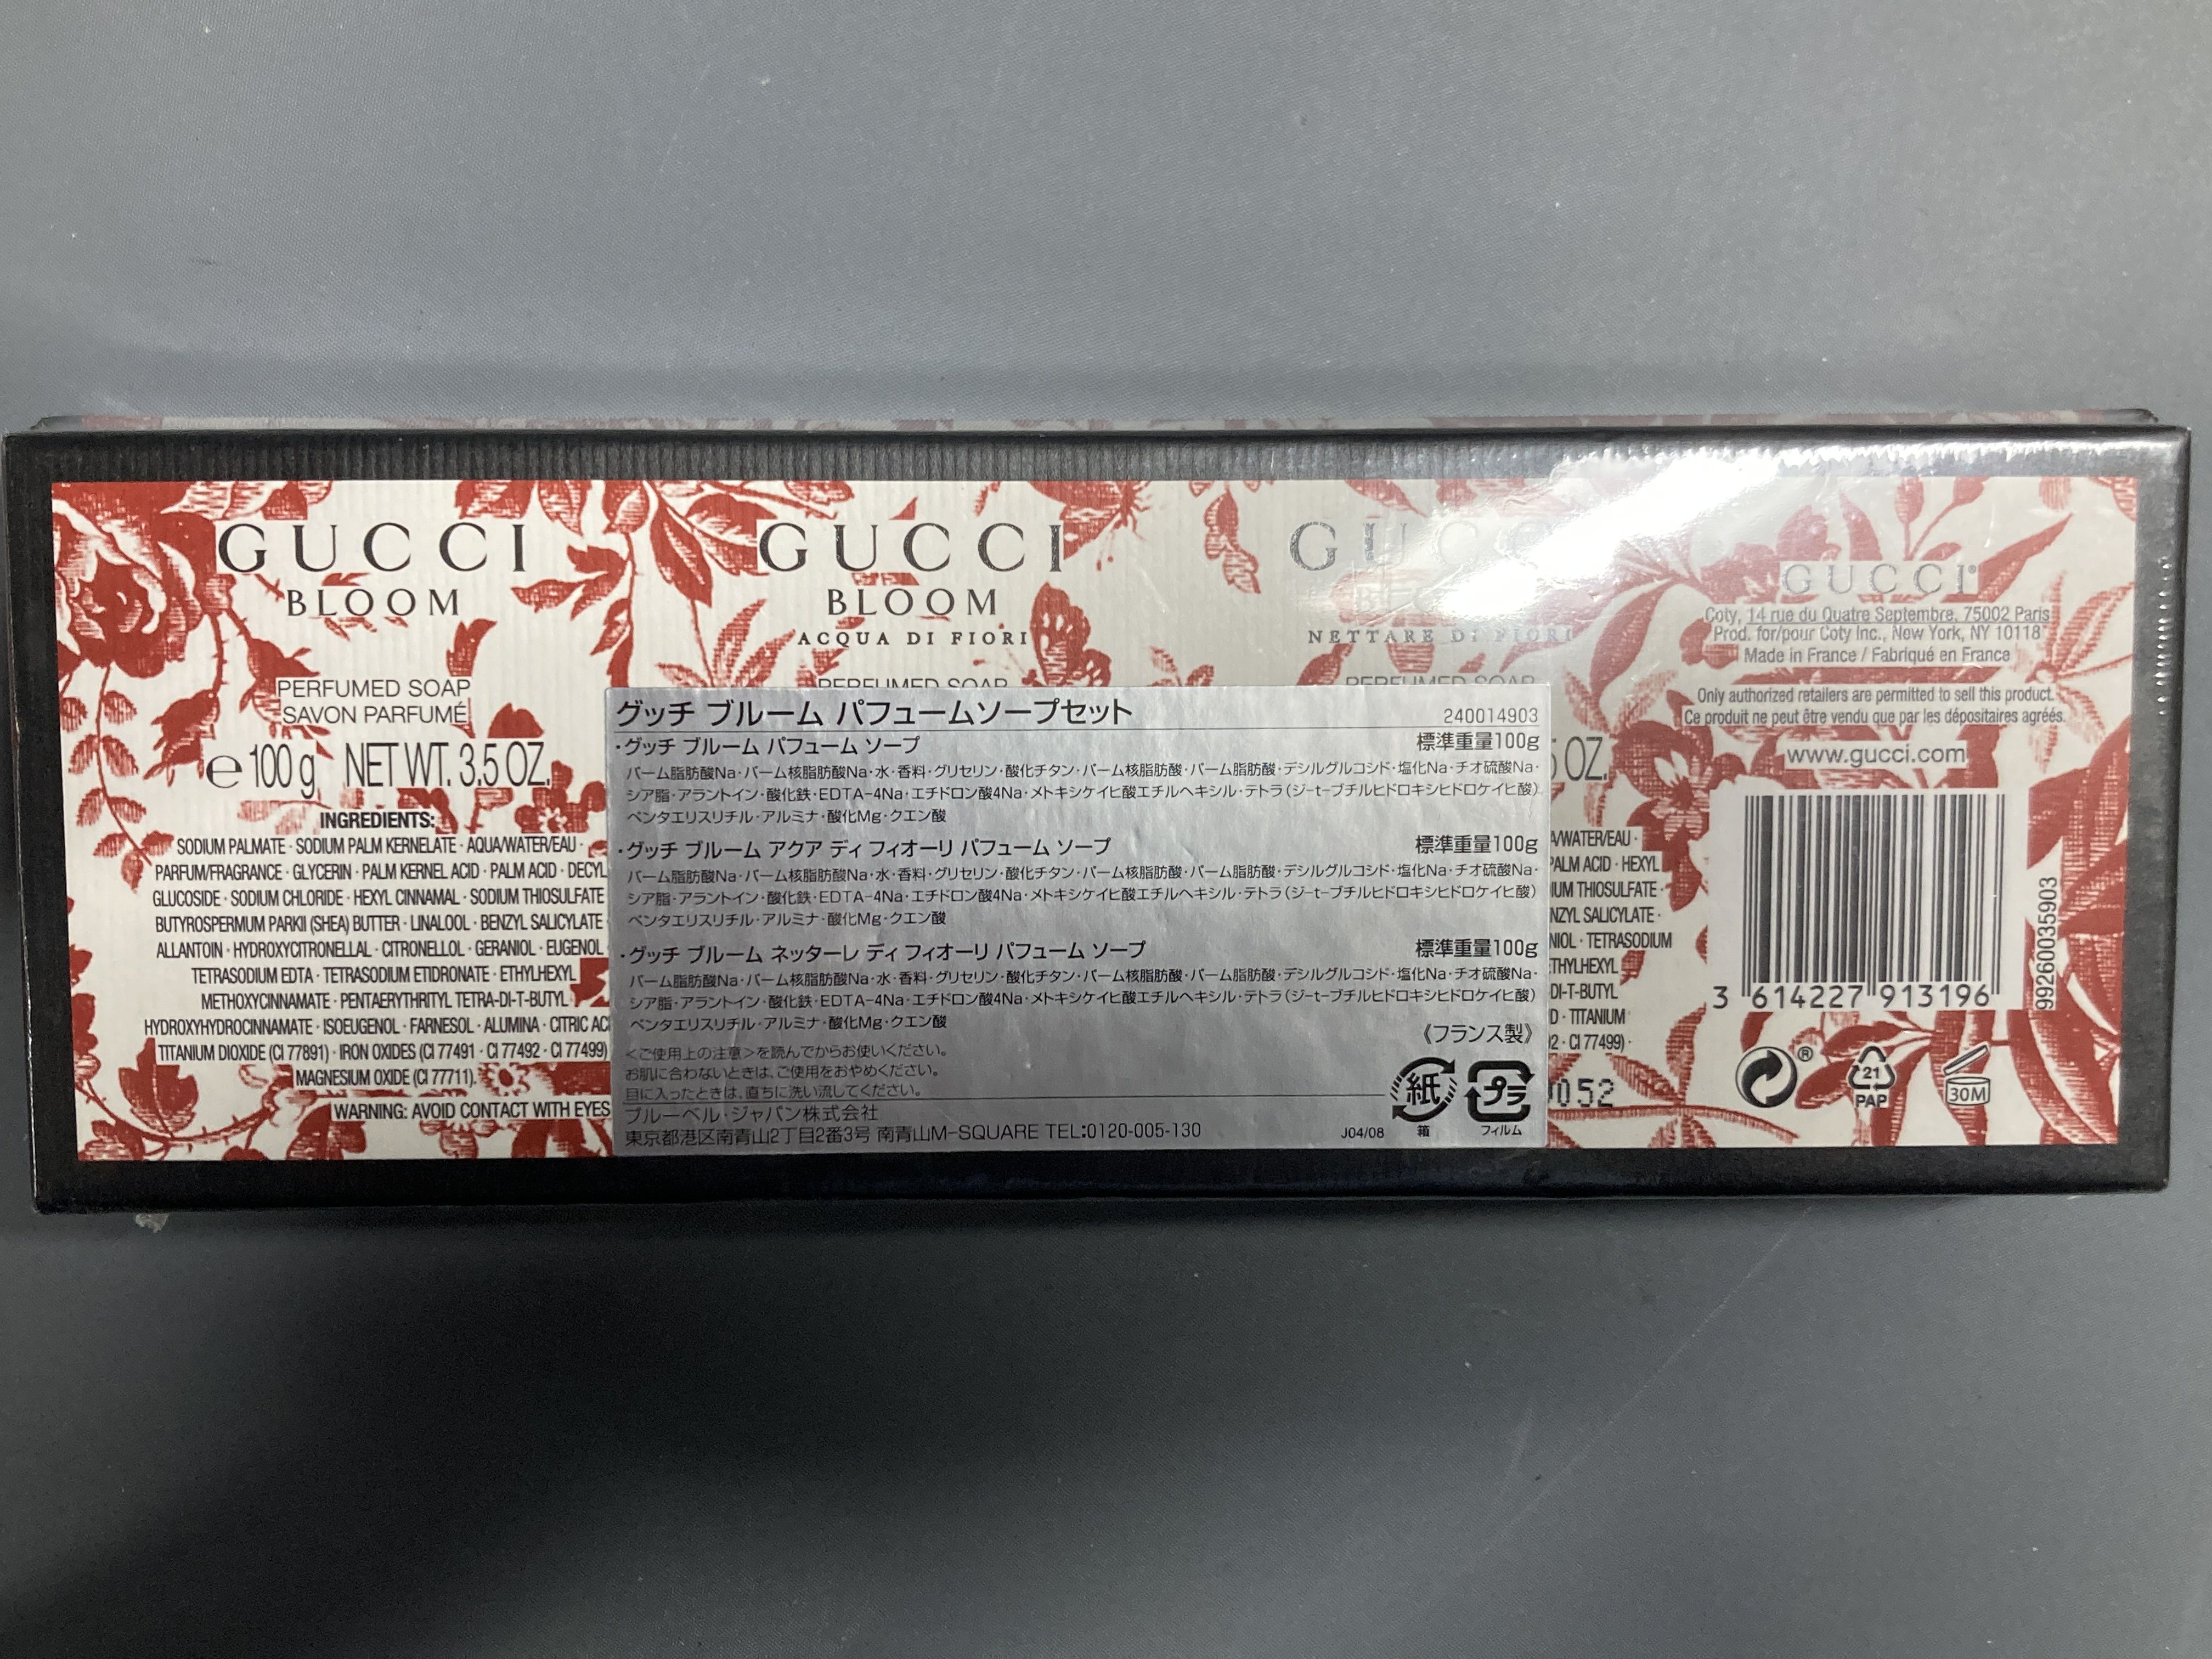 GUCCI
BLOOM
PERFUMED SOAP
SAVON PARFUMÉ
e 100 g NET WT. 3.5 OZ.
INGREDIENTS:
SODIUM PALMATE · SODIUM PALM KERNELATE · AQUA/WATER/EAU ·
PARFUM/FRAGRANCE · GLYCERIN · PALM KERNEL ACID · PALM ACID · DECYL
GLUCOSIDE · SODIUM CHLORIDE · HEXYL CINNAMAL · SODIUM THIOSULFATE
BUTYROSPERMUM PARKII (SHEA) BUTTER · LINALOOL · BENZYL SALICYLATE
ALLANTOIN · HYDROXYCITRONELLAL · CITRONELLOL · GERANIOL · EUGENOL
TETRASODIUM EDTA · TETRASODIUM ETIDRONATE · ETHYLHEXYL
METHOXYCINNAMATE · PENTAERYTHRITYL TETRA-DI-T-BUTYL
HYDROXYHYDROCINNAMATE · ISOEUGENOL · FARNESOL · ALUMINA · CITRIC ACI
TITANIUM DIOXIDE (CI 77891) · IRON OXIDES (CI 77491 · CI 77492 · CI 77499)
MAGNESIUM OXIDE (CI 77711).
WARNING: AVOID CONTACT WITH EYES
GUCCI
BLOOM
ACQUA DI FIORI
PERFUMED SOAP
GUCC
NETTARE DI FIORI
PERFUMED SOAP
グッチ ブルーム パフュームソープセット
240014903
・グッチ ブルーム パフューム ソープ 標準重量100g
パーム脂肪酸Na・パーム核脂肪酸Na・水・香料・グリセリン・酸化チタン・パーム核脂肪酸・パーム脂肪酸・デシルグルコシド・塩化Na・チオ硫酸Na・
シア脂・アラントイン・酸化鉄・EDTA-4Na・エチドロン酸4Na・メトキシケイヒ酸エチルヘキシル・テトラ(ジ-t-ブチルヒドロキシヒドロケイヒ酸)
ペンタエリスリチル・アルミナ・酸化Mg・クエン酸
・グッチ ブルーム アクア ディ フィオーリ パフューム ソープ 標準重量100g
パーム脂肪酸Na・パーム核脂肪酸Na・水・香料・グリセリン・酸化チタン・パーム核脂肪酸・パーム脂肪酸・デシルグルコシド・塩化Na・チオ硫酸Na・
シア脂・アラントイン・酸化鉄・EDTA-4Na・エチドロン酸4Na・メトキシケイヒ酸エチルヘキシル・テトラ(ジ-t-ブチルヒドロキシヒドロケイヒ酸)
ペンタエリスリチル・アルミナ・酸化Mg・クエン酸
・グッチ ブルーム ネッターレ ディ フィオーリ パフューム ソープ 標準重量100g
パーム脂肪酸Na・パーム核脂肪酸Na・水・香料・グリセリン・酸化チタン・パーム核脂肪酸・パーム脂肪酸・デシルグルコシド・塩化Na・チオ硫酸Na・
シア脂・アラントイン・酸化鉄・EDTA-4Na・エチドロン酸4Na・メトキシケイヒ酸エチルヘキシル・テトラ(ジ-t-ブチルヒドロキシヒドロケイヒ酸)
ペンタエリスリチル・アルミナ・酸化Mg・クエン酸
《フランス製》
<ご使用上の注意>を読んでからお使いください。
お肌に合わないときは、ご使用をおやめください。
目に入ったときは、直ちに洗い流してください。
ブルーベル・ジャパン株式会社
東京都港区南青山2丁目2番3号 南青山M-SQUARE TEL:0120-005-130
J04/08
紙
箱
プラ
フィルム
5 OZ.
A/WATER/EAU ·
PALM ACID · HEXYL
IUM THIOSULFATE ·
NZYL SALICYLATE ·
NIOL · TETRASODIUM
ETHYLHEXYL
DI-T-BUTYL
D · TITANIUM
2 · CI 77499) ·
0052
GUCCI
Coty, 14 rue du Quatre Septembre, 75002 Paris
Prod. for/pour Coty Inc., New York, NY 10118
Made in France / Fabriqué en France
Only authorized retailers are permitted to sell this product.
Ce produit ne peut être vendu que par les dépositaires agréés.
www.gucci.com
3 614227 913196
99260035903
21
PAP
30M